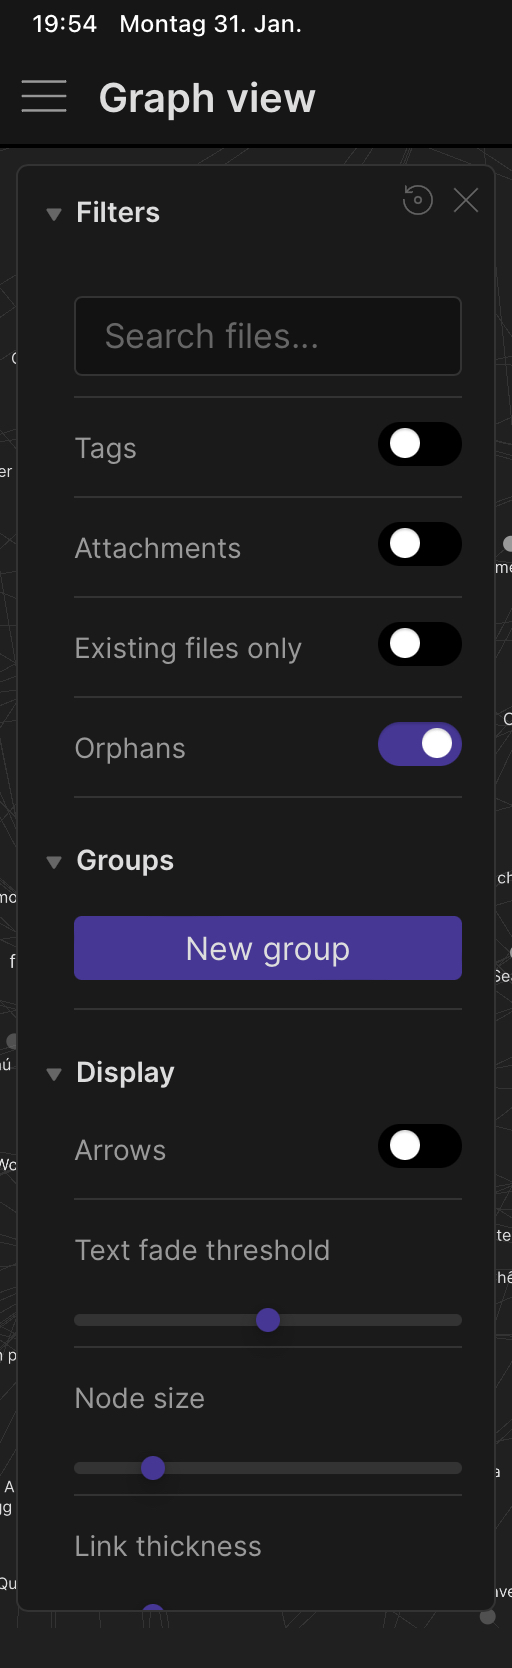 19:54 Montag 31. Jan.
Graph view
Filters
Search files...
Tags
Attachments
Existing files only
Orphans
Groups
New group
Display
Arrows
Text fade threshold
Node size
Link thickness